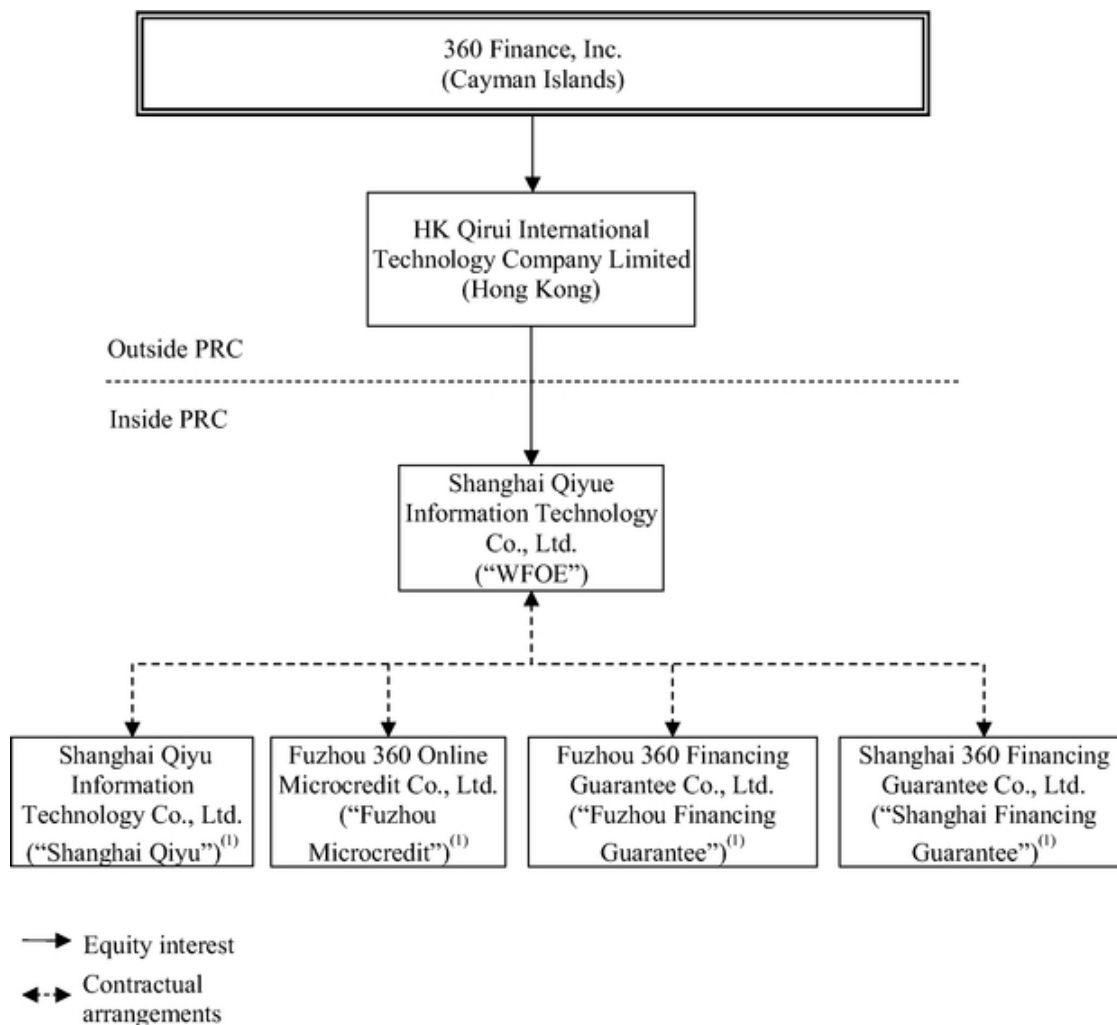 360 Finance, Inc.
(Cayman Islands)
HK Qirui International
Technology Company Limited
(Hong Kong)
Outside PRC
Inside PRC
Shanghai Qiyue
Information Technology
Co., Ltd.
(“WFOE”)
Shanghai Qiyu
Information
Technology Co., Ltd.
(“Shanghai Qiyu”)(1)
Fuzhou 360 Online
Microcredit Co., Ltd.
(“Fuzhou
Microcredit”)(1)
Fuzhou 360 Financing
Guarantee Co., Ltd.
(“Fuzhou Financing
Guarantee”)(1)
Shanghai 360 Financing
Guarantee Co., Ltd.
(“Shanghai Financing
Guarantee”)(1)
Equity interest
Contractual
arrangements